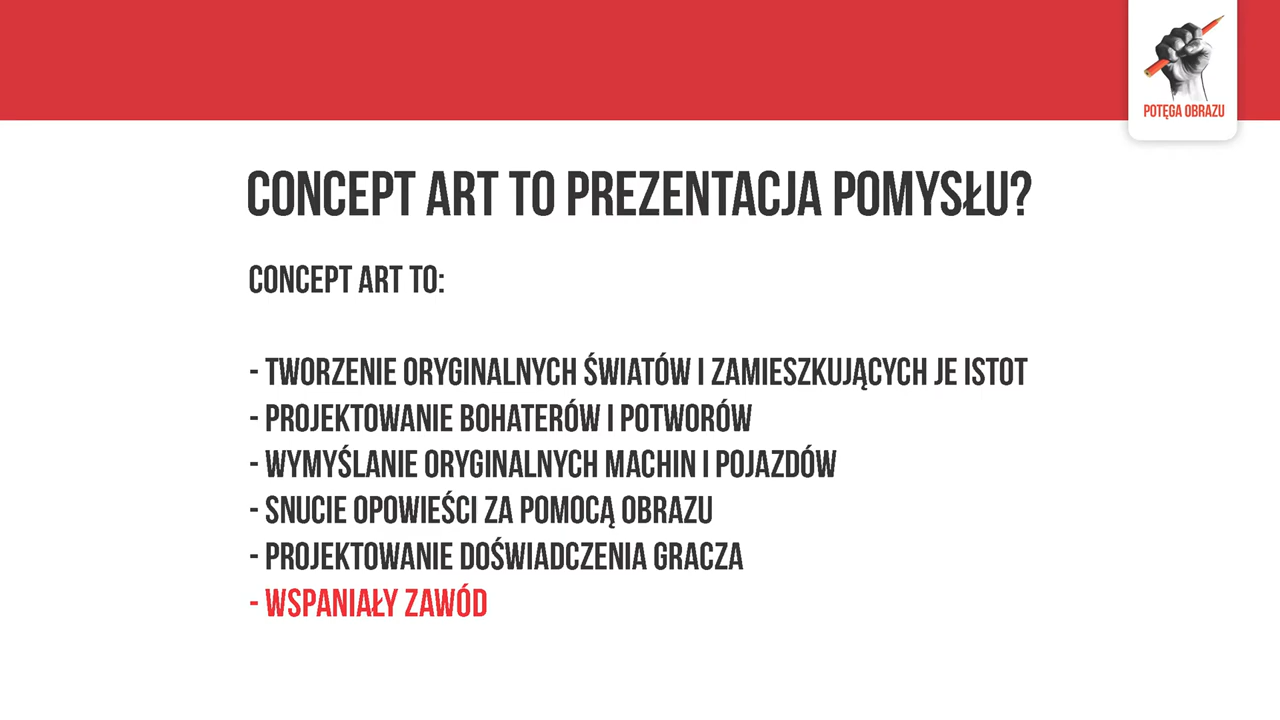 POTĘGA OBRAZU
CONCEPT ART TO PREZENTACJA POMYSŁU?
CONCEPT ART TO:
- TWORZENIE ORYGINALNYCH ŚWIATÓW I ZAMIESZKUJĄCYCH JE ISTOT
- PROJEKTOWANIE BOHATERÓW I POTWORÓW
- WYMYŚLANIE ORYGINALNYCH MACHIN I POJAZDÓW
- SNUCIE OPOWIEŚCI ZA POMOCĄ OBRAZU
- PROJEKTOWANIE DOŚWIADCZENIA GRACZA
- WSPANIAŁY ZAWÓD